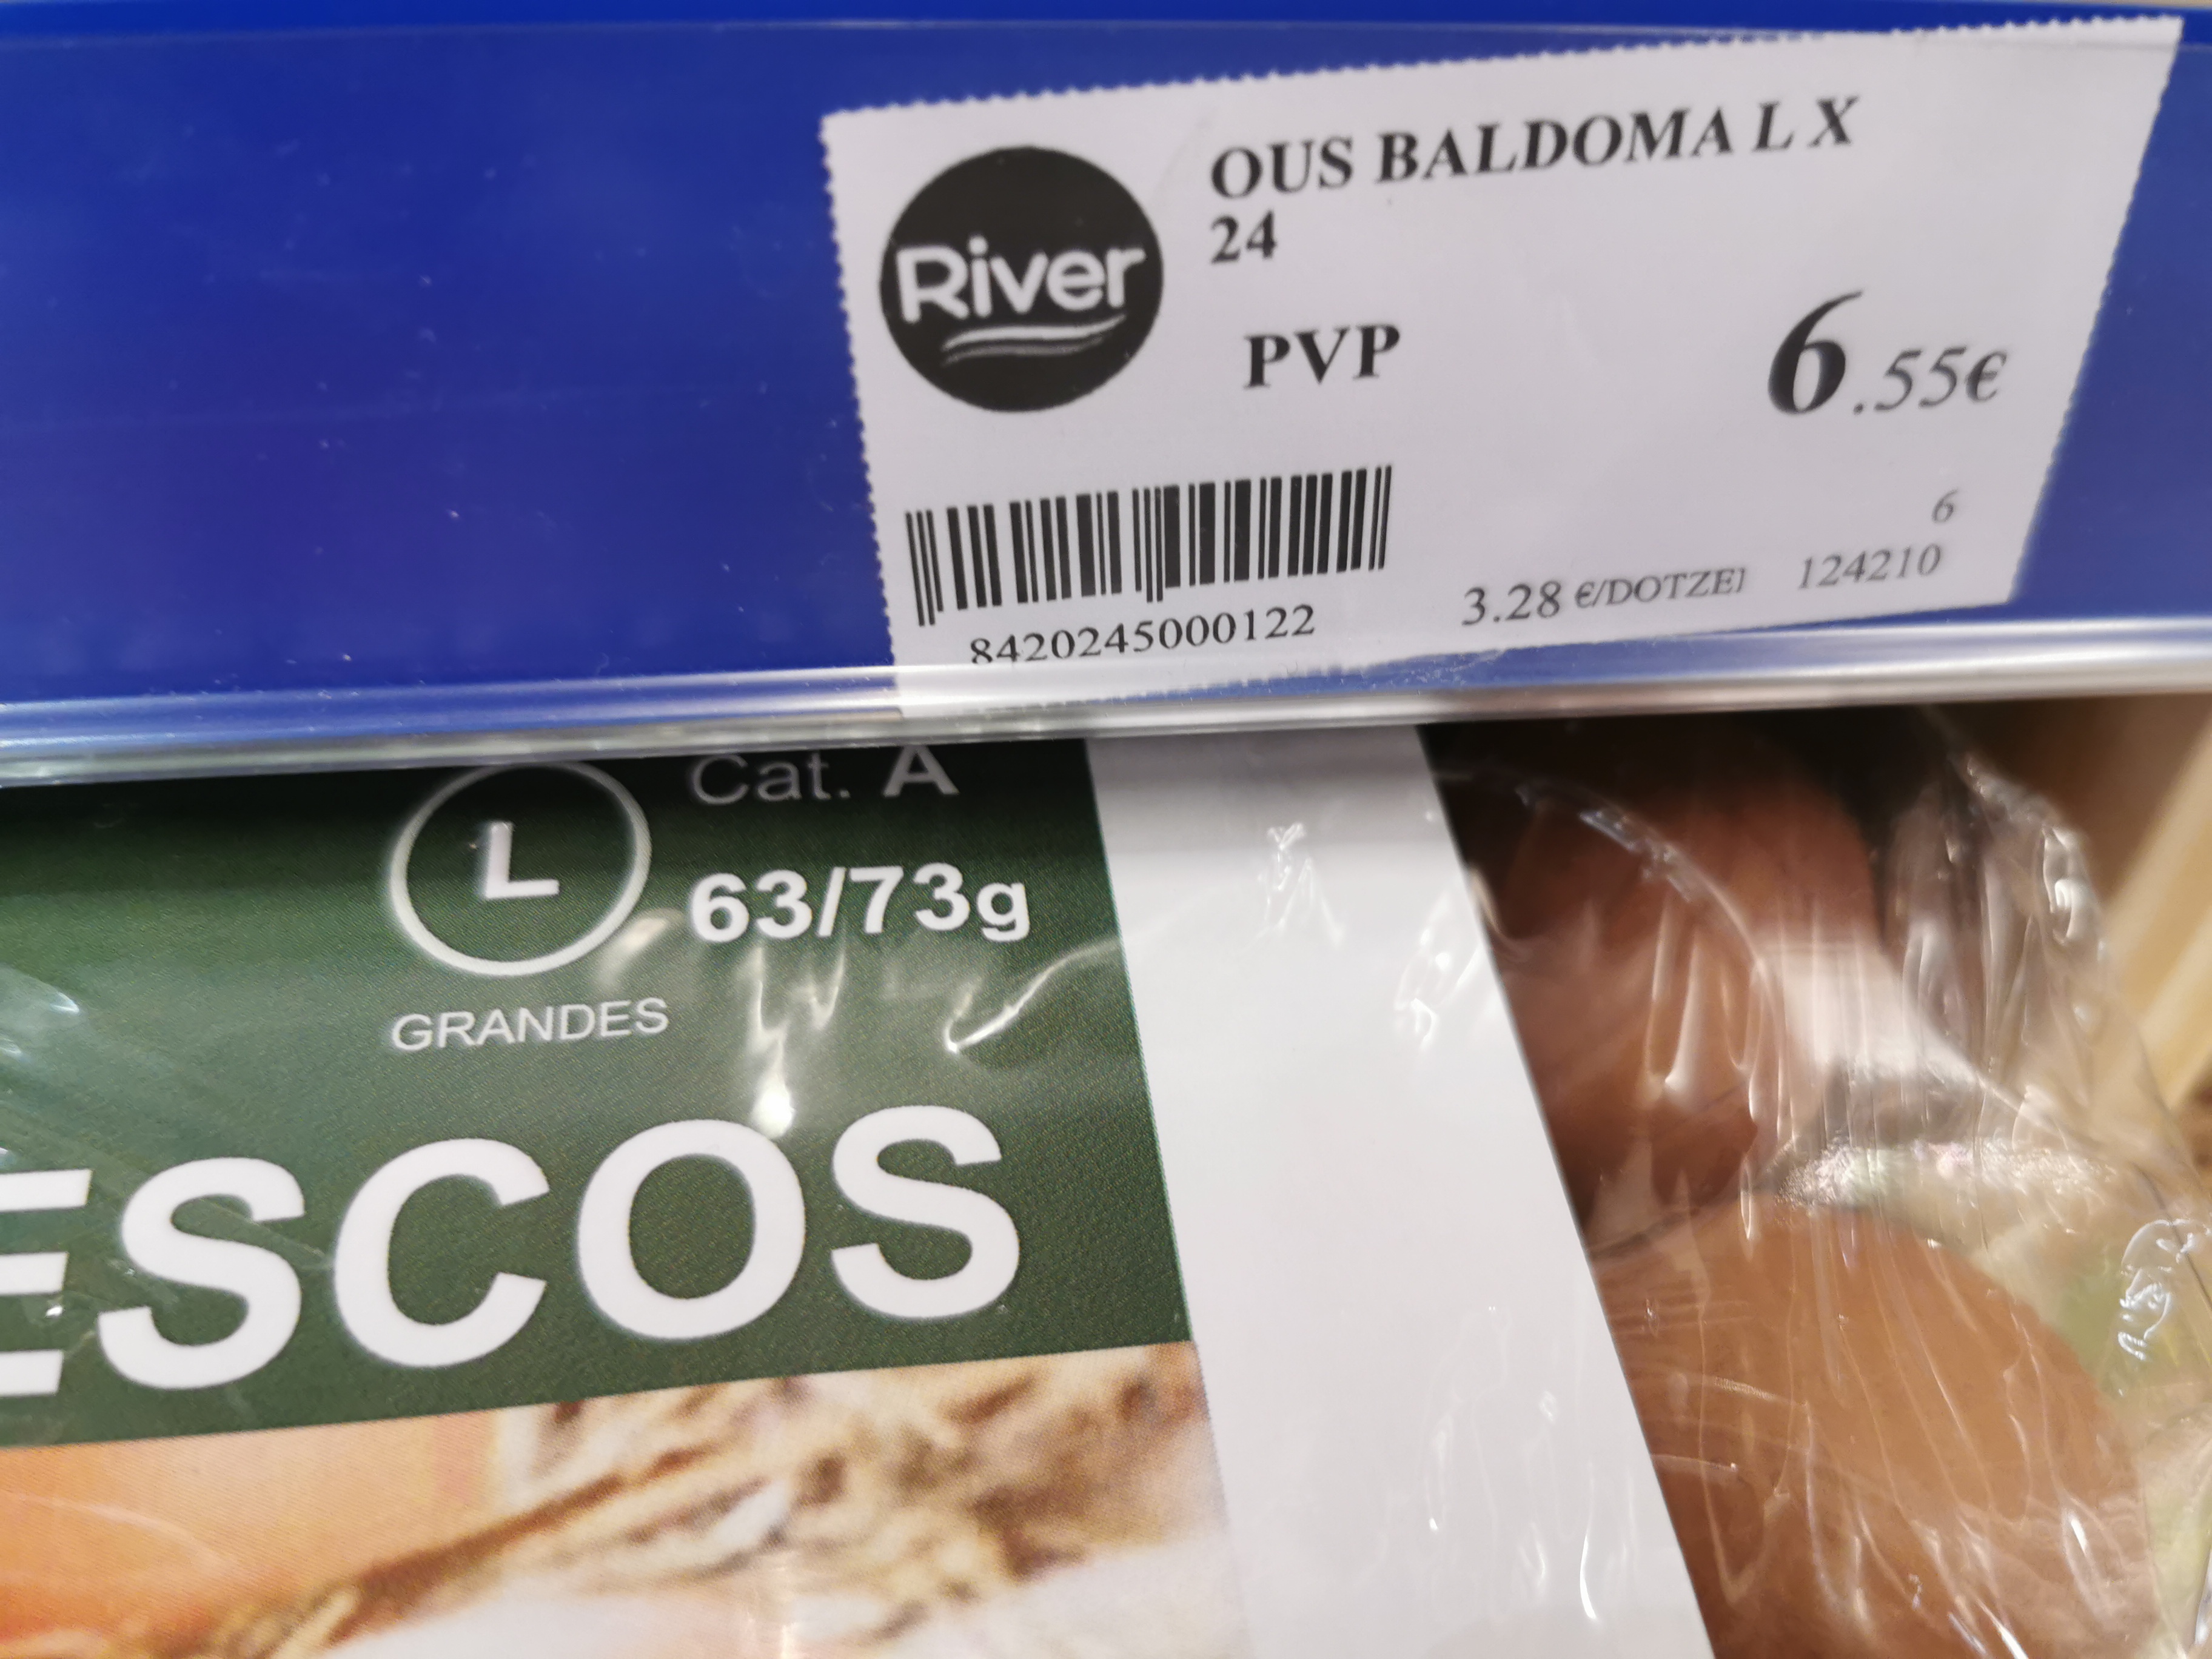 River
OUS BALDOMA L X
24
PVP
6.55€
6
8420245000122
3.28 €/DOTZEI
124210
L
Cat. A
63/73g
GRANDES
ESCOS